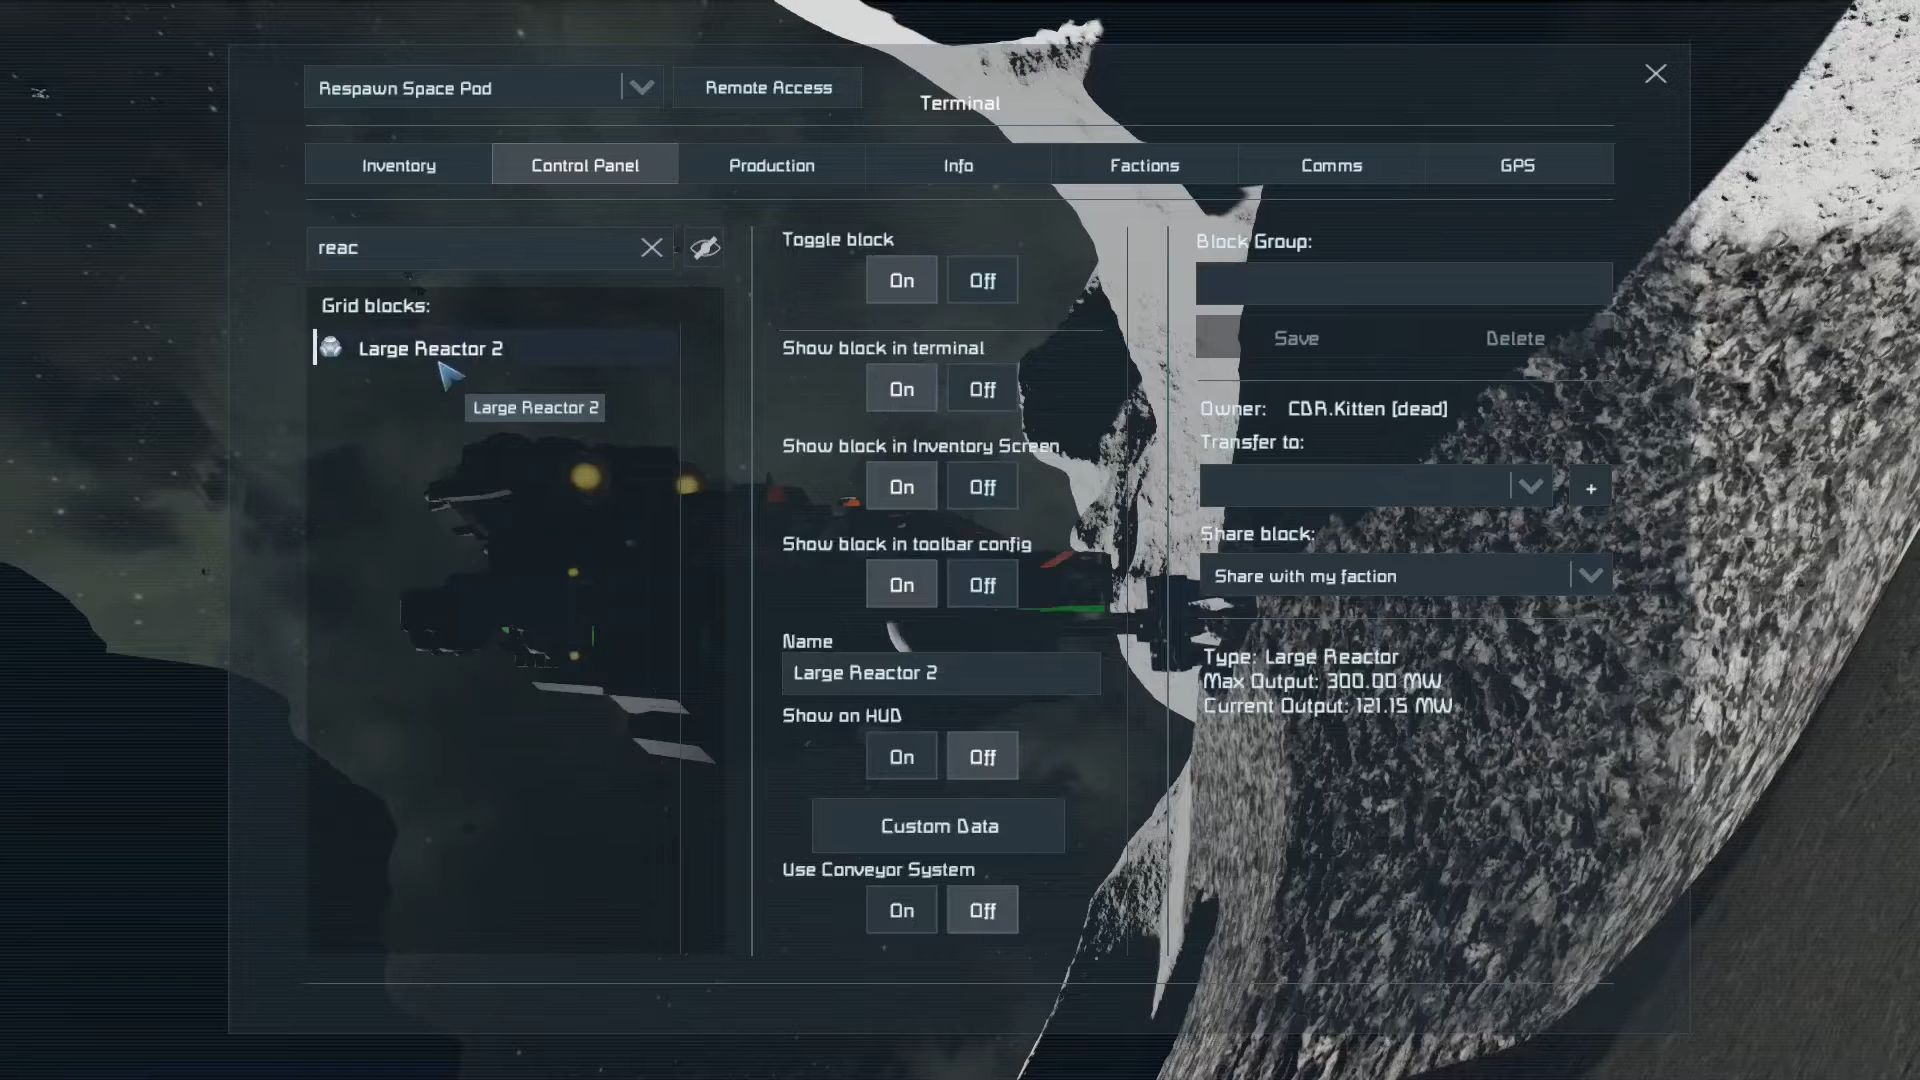 Respawn Space Pod
Remote Access
Terminal
Inventory
Control Panel
Production
Info
Factions
Comms
GPS
reac
Grid blocks:
Large Reactor 2
Large Reactor 2
Toggle block
On
Off
Show block in terminal
On
Off
Show block in Inventory Screen
On
Off
Show block in toolbar config
On
Off
Name
Large Reactor 2
Show on HUD
On
Off
Custom Data
Use Conveyor System
On
Off
Block Group:
Save
Delete
Owner: CDR.Kitten [dead]
Transfer to:
+
Share block:
Share with my faction
Type: Large Reactor
Max Output: 300.00 MW
Current Output: 121.15 MW